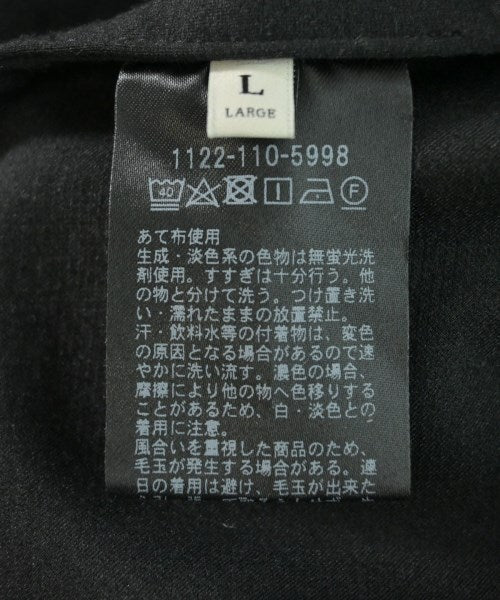 L
LARGE
1122-110-5998
40 F
あて布使用
生成・淡色系の色物は無蛍光洗
剤使用。すすぎは十分行う。他
の物と分けて洗う。つけ置き洗
い・濡れたままの放置禁止。
汗・飲料水等の付着物は、変色
の原因となる場合があるので速
やかに洗い流す。濃色の場合、
摩擦により他の物へ色移りする
ことがあるため、白・淡色との
着用に注意。
風合いを重視した商品のため、
毛玉が発生する場合がある。連
日の着用は避け、毛玉が出来た